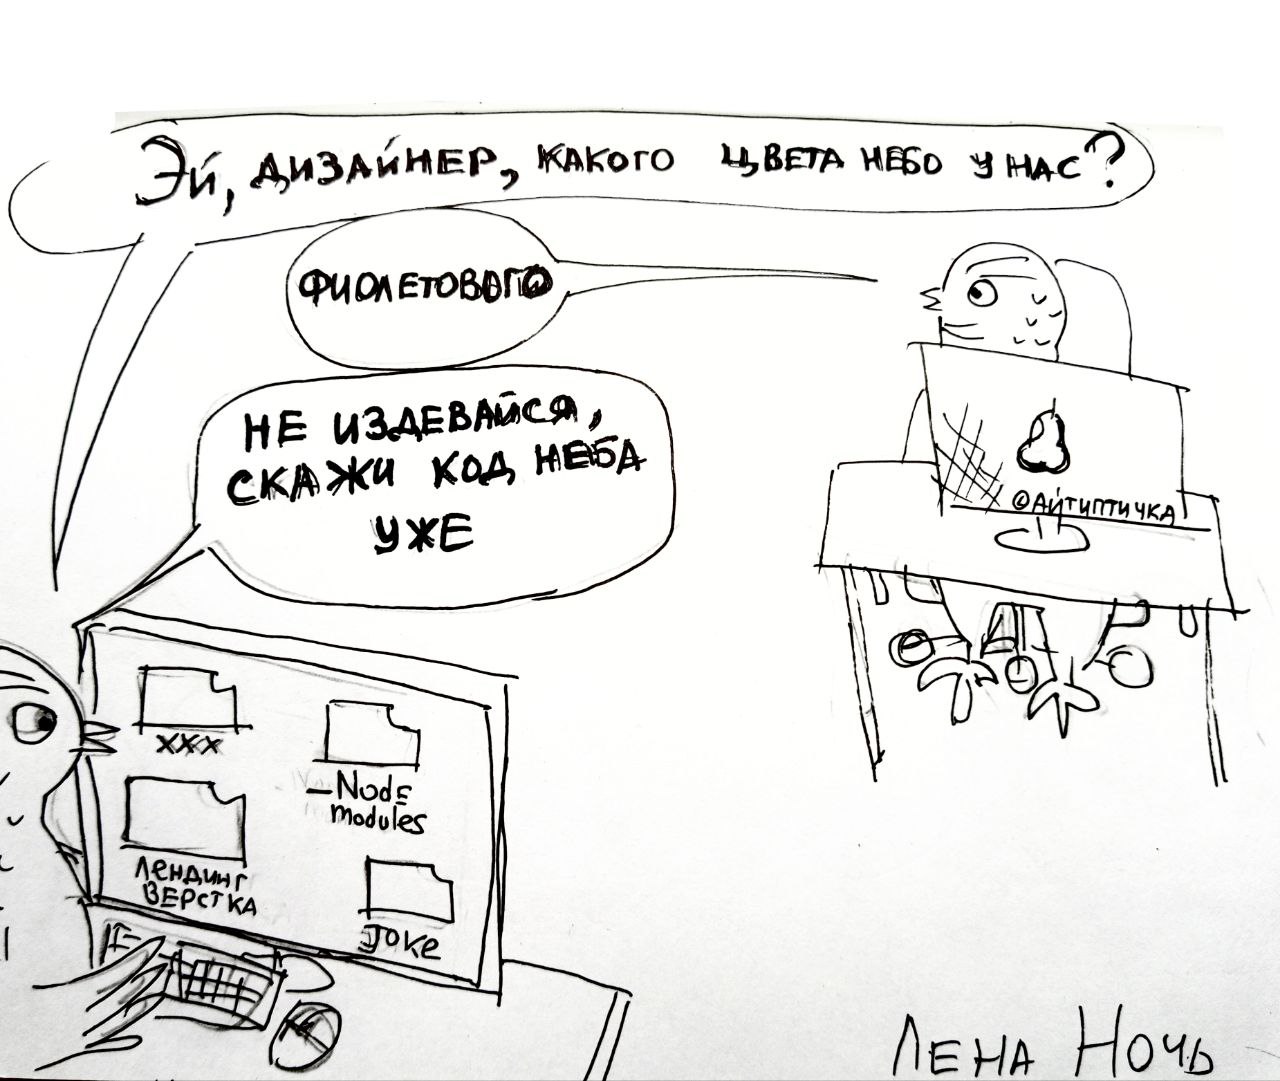 Эй, дизайнер, какого цвета небо у нас?
Фиолетового
Не издевайся,
скажи код неба
уже
©Айтиптичка
xxx
Node
modules
Лендинг
верстка
Joke
Лена Ночь